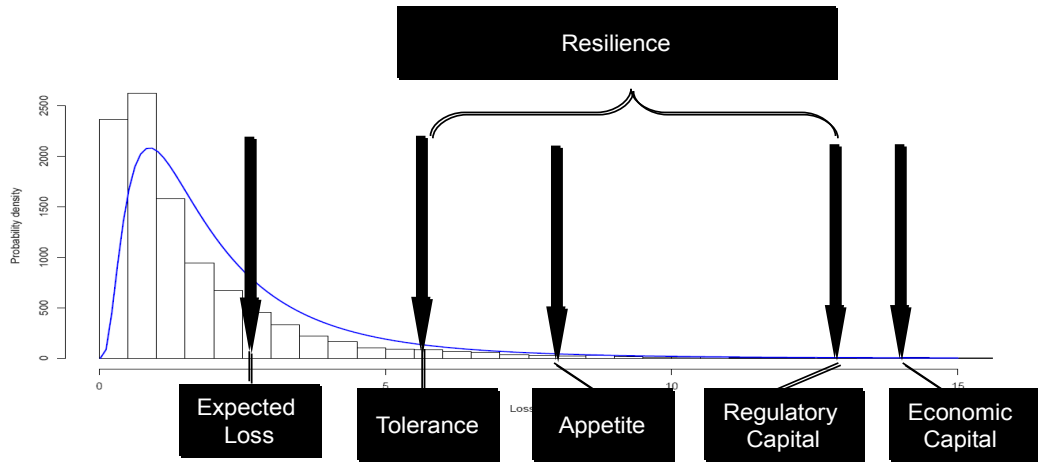 Resilience
2500
2000
1500
1000
500
0
Probability density
0
5
10
15
Loss
Expected
Loss
Tolerance
Appetite
Regulatory
Capital
Economic
Capital